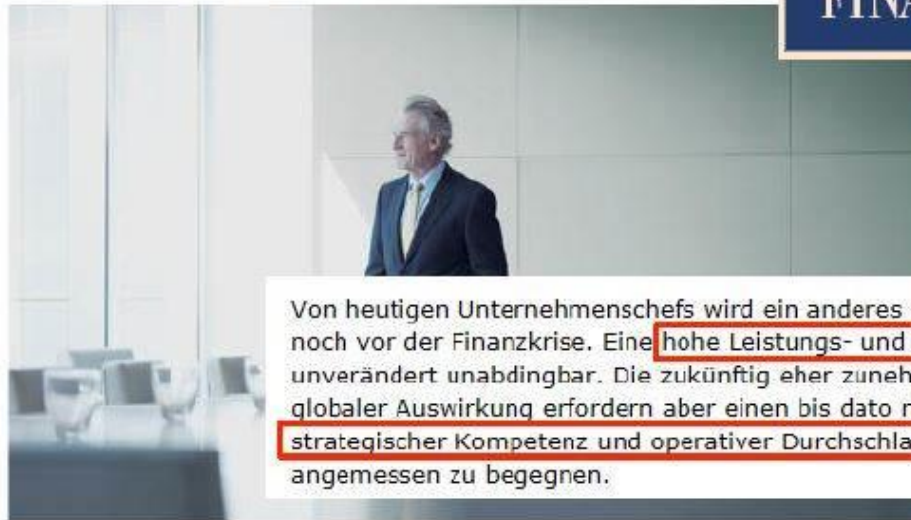 FINA
Von heutigen Unternehmenschefs wird ein anderes
noch vor der Finanzkrise. Eine hohe Leistungs- und
unverändert unabdingbar. Die zukünftig eher zuneh
globaler Auswirkung erfordern aber einen bis dato n
strategischer Kompetenz und operativer Durchschla
angemessen zu begegnen.